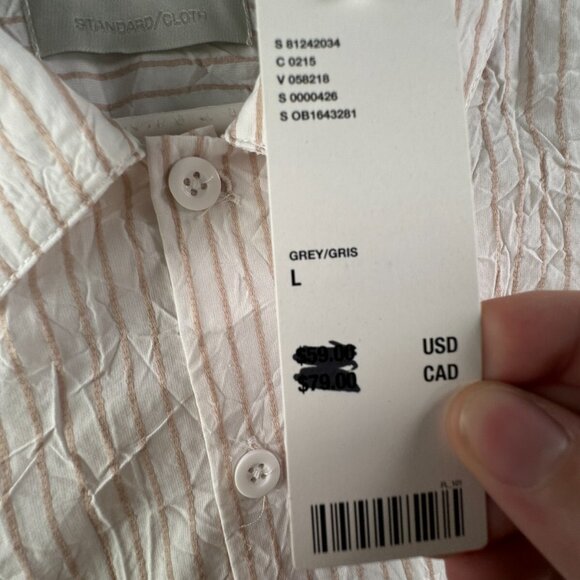 STANDARD/CLOTH
S 81242034
C 0215
V 058218
S 0000426
S OB1643281
GREY/GRIS
L
$59.00 USD
$79.00 CAD